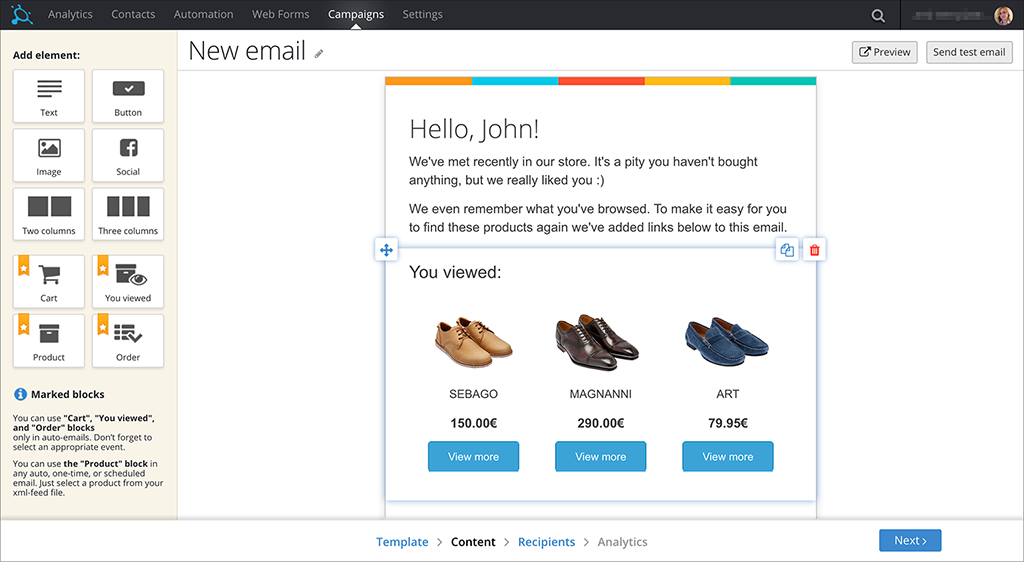 Analytics Contacts Automation Web Forms Campaigns Settings
Add element:
New email
Preview
Send test email
Text
Button
Image
Social
Two columns
Three columns
Cart
You viewed
Product
Order
Marked blocks
You can use "Cart", "You viewed",
and "Order" blocks
only in auto-emails. Don't forget to
select an appropriate event.
You can use the "Product" block in
any auto, one-time, or scheduled
email. Just select a product from your
xml-feed file.
Hello, John!
We've met recently in our store. It's a pity you haven't bought
anything, but we really liked you :)
We even remember what you've browsed. To make it easy for you
to find these products again we've added links below to this email.
You viewed:
SEBAGO MAGNANNI ART
150.00€ 290.00€ 79.95€
View more View more View more
Template > Content > Recipients > Analytics
Next >